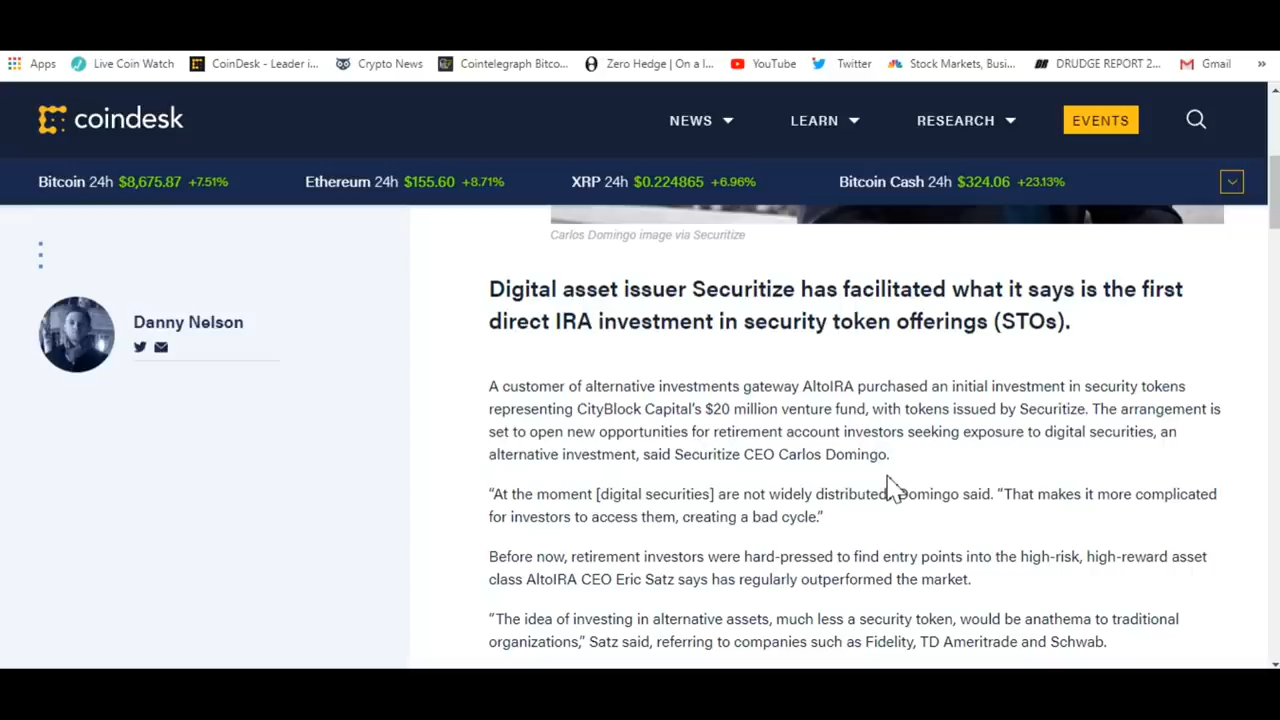 Apps Live Coin Watch CoinDesk - Leader i... Crypto News Cointelegraph Bitco... Zero Hedge | On a l... YouTube Twitter Stock Markets, Busi... DRUDGE REPORT 2... Gmail »
coindesk NEWS LEARN RESEARCH EVENTS
Bitcoin 24h $8,675.87 +7.51% Ethereum 24h $155.60 +8.71% XRP 24h $0.224865 +6.96% Bitcoin Cash 24h $324.06 +23.13%
Carlos Domingo image via Securitize
Danny Nelson
Digital asset issuer Securitize has facilitated what it says is the first
direct IRA investment in security token offerings (STOs).
A customer of alternative investments gateway AltoIRA purchased an initial investment in security tokens
representing CityBlock Capital's $20 million venture fund, with tokens issued by Securitize. The arrangement is
set to open new opportunities for retirement account investors seeking exposure to digital securities, an
alternative investment, said Securitize CEO Carlos Domingo.
“At the moment [digital securities] are not widely distributed, Domingo said. “That makes it more complicated
for investors to access them, creating a bad cycle.”
Before now, retirement investors were hard-pressed to find entry points into the high-risk, high-reward asset
class AltoIRA CEO Eric Satz says has regularly outperformed the market.
“The idea of investing in alternative assets, much less a security token, would be anathema to traditional
organizations,” Satz said, referring to companies such as Fidelity, TD Ameritrade and Schwab.